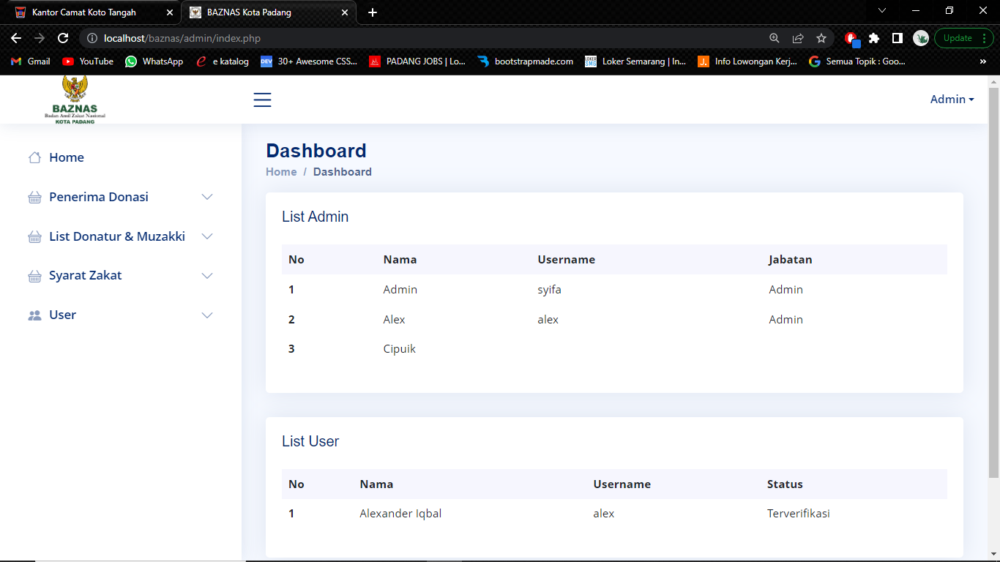 Kantor Camat Koto Tangah
BAZNAS Kota Padang
localhost/baznas/admin/index.php
Update
Gmail
YouTube
WhatsApp
e katalog
DEV
30+ Awesome CSS...
PADANG JOBS | Lo...
bootstrapmade.com
LOKER SMG
Loker Semarang | In...
J.
Info Lowongan Kerj...
Semua Topik : Goo...
»
BAZNAS
Badan Amil Zakat Nasional
KOTA PADANG
Admin
Home
Penerima Donasi
List Donatur & Muzakki
Syarat Zakat
User
Dashboard
Home / Dashboard
List Admin
No Nama Username Jabatan
1 Admin syifa Admin
2 Alex alex Admin
3 Cipuik
List User
No Nama Username Status
1 Alexander Iqbal alex Terverifikasi